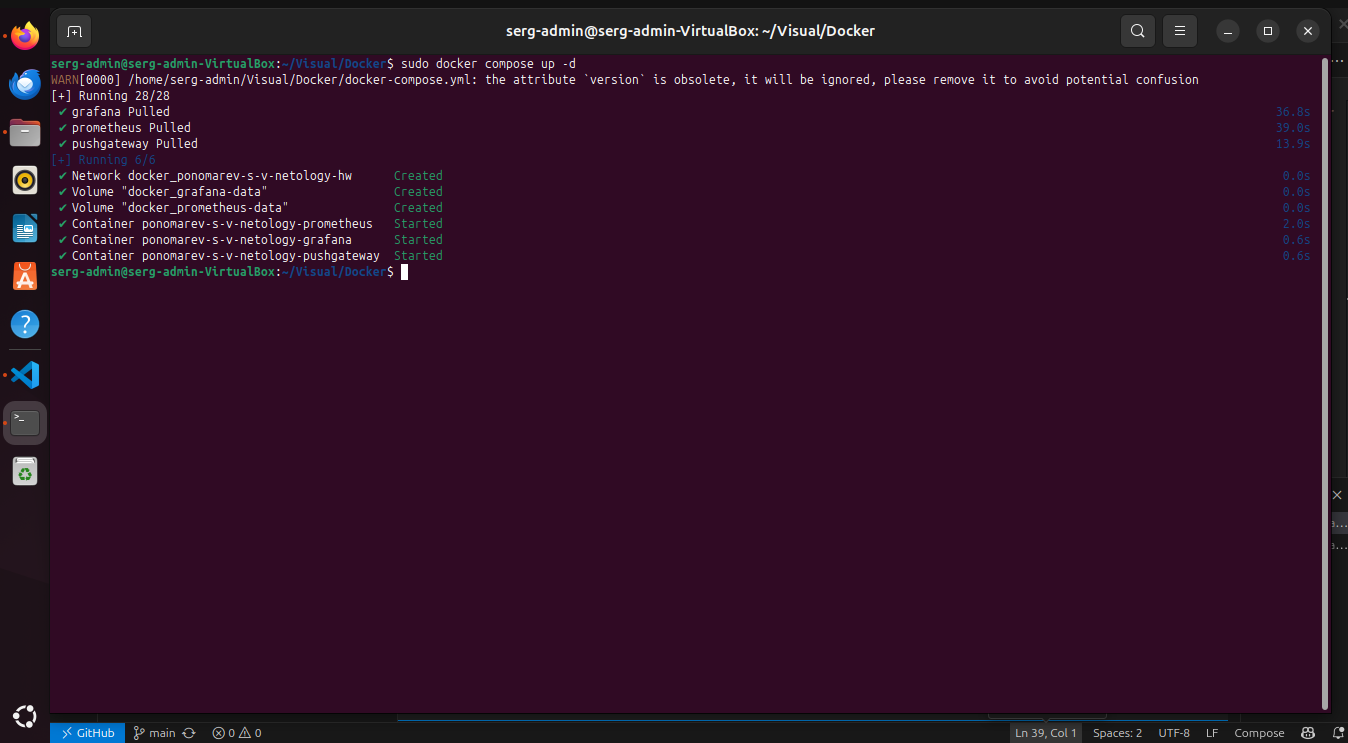 serg-admin@serg-admin-VirtualBox: ~/Visual/Docker
serg-admin@serg-admin-VirtualBox:~/Visual/Docker$ sudo docker compose up -d
WARN[0000] /home/serg-admin/Visual/Docker/docker-compose.yml: the attribute `version` is obsolete, it will be ignored, please remove it to avoid potential confusion
[+] Running 28/28
✔ grafana Pulled 36.8s
✔ prometheus Pulled 39.0s
✔ pushgateway Pulled 13.9s
[+] Running 6/6
✔ Network docker_ponomarev-s-v-netology-hw Created 0.0s
✔ Volume "docker_grafana-data" Created 0.0s
✔ Volume "docker_prometheus-data" Created 0.0s
✔ Container ponomarev-s-v-netology-prometheus Started 2.0s
✔ Container ponomarev-s-v-netology-grafana Started 0.6s
✔ Container ponomarev-s-v-netology-pushgateway Started 0.6s
serg-admin@serg-admin-VirtualBox:~/Visual/Docker$
a...
a...
GitHub main 0 0 Ln 39, Col 1 Spaces: 2 UTF-8 LF Compose